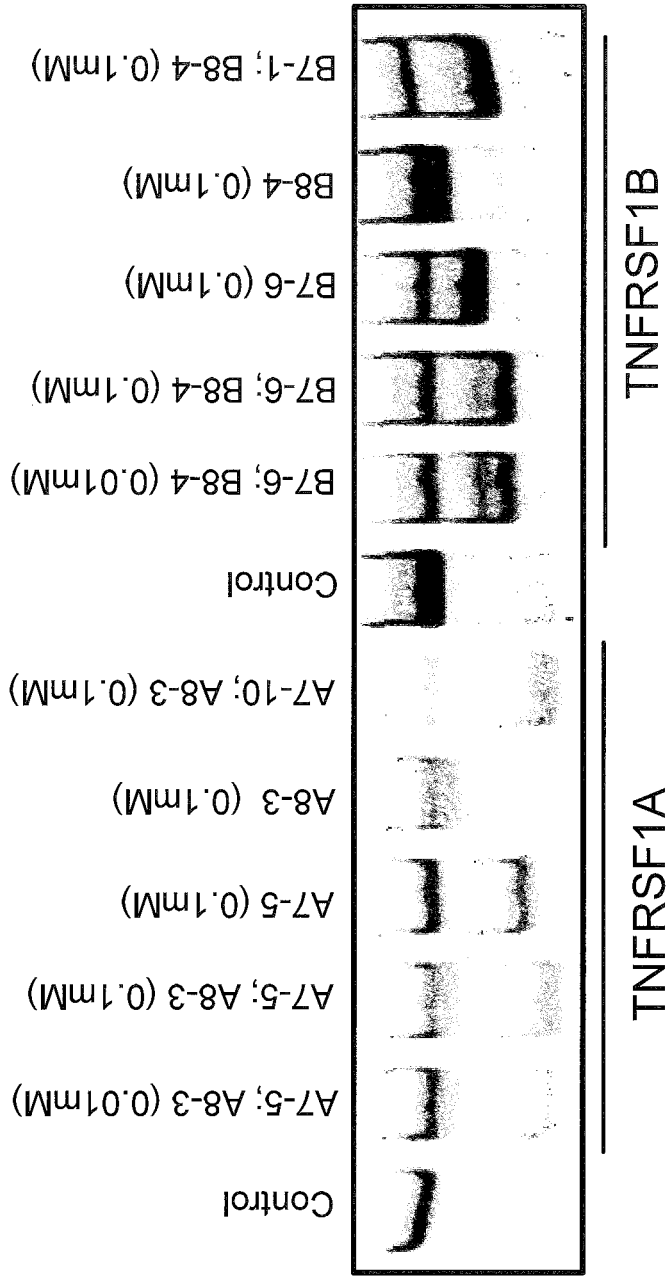 B7-1; B8-4 (0.1mM)
B8-4 (0.1mM)
B7-6 (0.1mM)
B7-6; B8-4 (0.1mM)
B7-6; B8-4 (0.01mM)
Control
A7-10; A8-3 (0.1mM)
A8-3 (0.1mM)
A7-5 (0.1mM)
A7-5; A8-3 (0.1mM)
A7-5; A8-3 (0.01mM)
Control
TNFRSF1B
TNFRSF1A